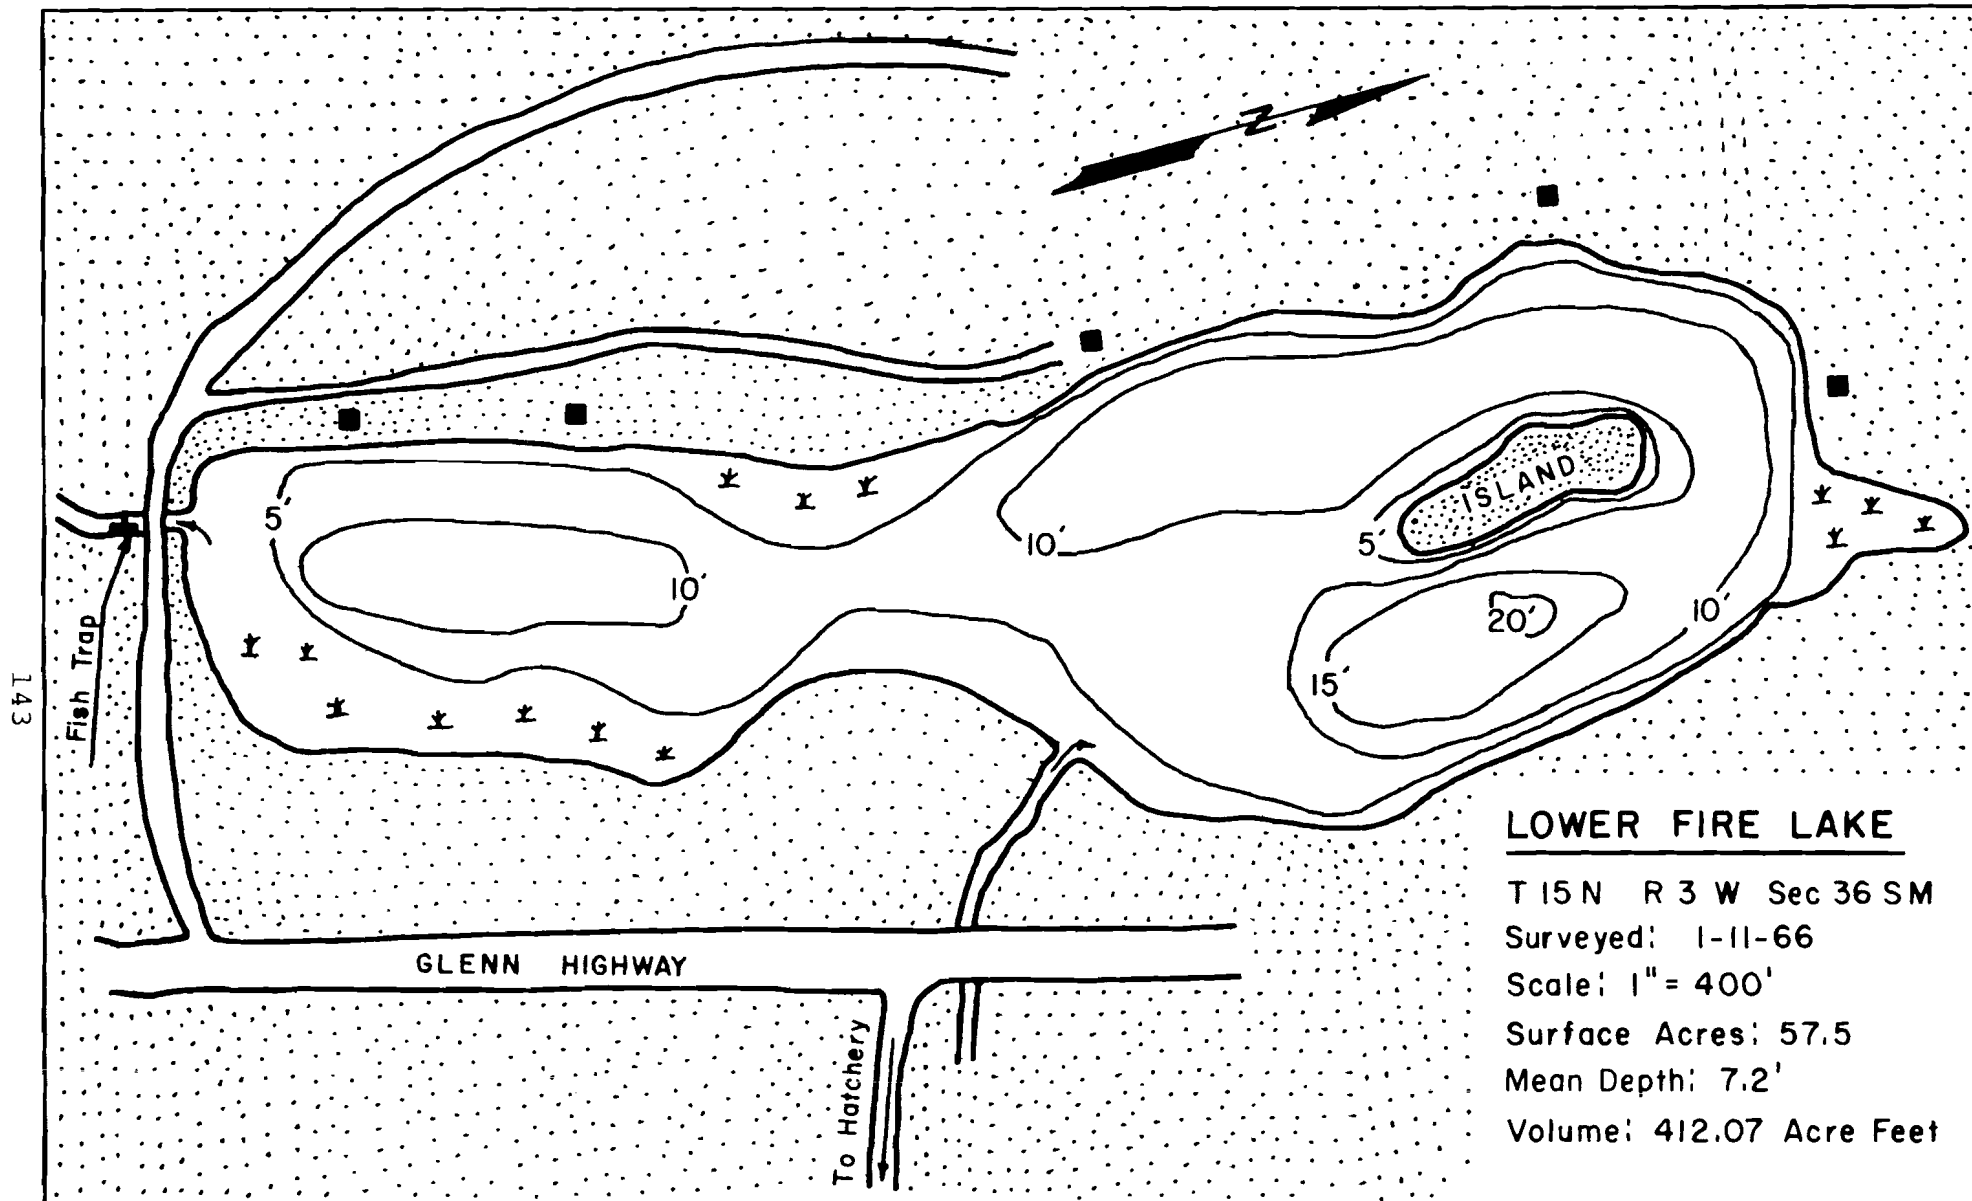 N
ISLAND
5'
5'
10'
10'
10'
20'
15'
Fish Trap
143
GLENN HIGHWAY
To Hatchery
LOWER FIRE LAKE
T 15 N R 3 W Sec 36 SM
Surveyed: 1-11-66
Scale: 1" = 400'
Surface Acres: 57.5
Mean Depth: 7.2'
Volume: 412.07 Acre Feet